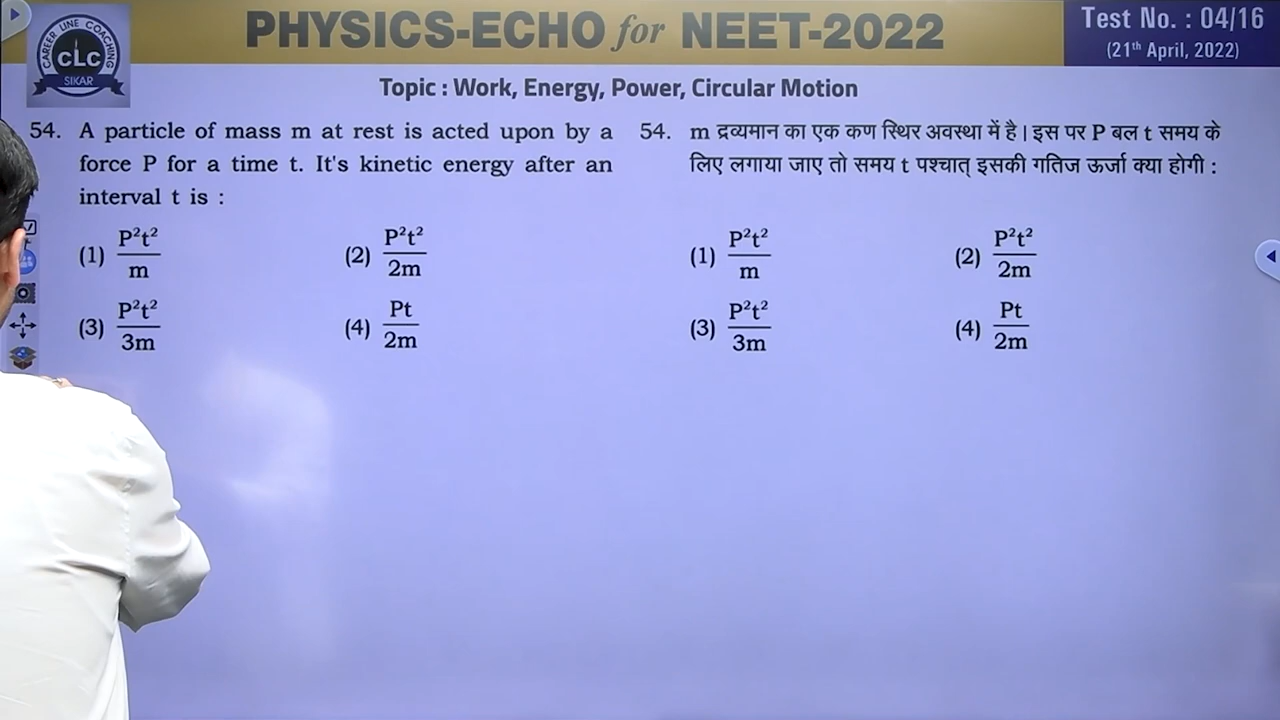 PHYSICS-ECHO for NEET-2022
Test No. : 04/16
(21th April, 2022)
CAREER LINE COACHING
CLC
SIKAR
Topic : Work, Energy, Power, Circular Motion
54. A particle of mass m at rest is acted upon by a
force P for a time t. It's kinetic energy after an
interval t is :
(1) P²t²/m (2) P²t²/2m
(3) P²t²/3m (4) Pt/2m
54. m द्रव्यमान का एक कण स्थिर अवस्था में है। इस पर P बल t समय के
लिए लगाया जाए तो समय t पश्चात् इसकी गतिज ऊर्जा क्या होगी :
(1) P²t²/m (2) P²t²/2m
(3) P²t²/3m (4) Pt/2m